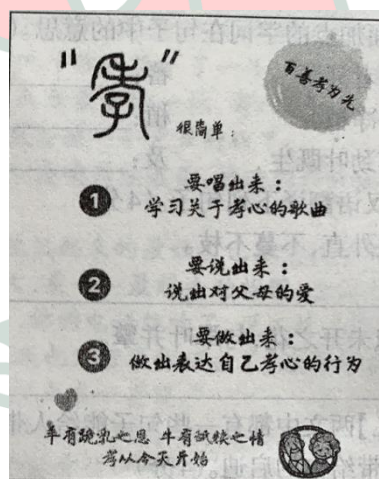 "孝"
很简单：
百善孝为先
1 要唱出来：
学习关于孝心的歌曲
2 要说出来：
说出对父母的爱
3 要做出来：
做出表达自己孝心的行为
羊有跪乳之恩 牛有舐犊之情
孝从今天开始